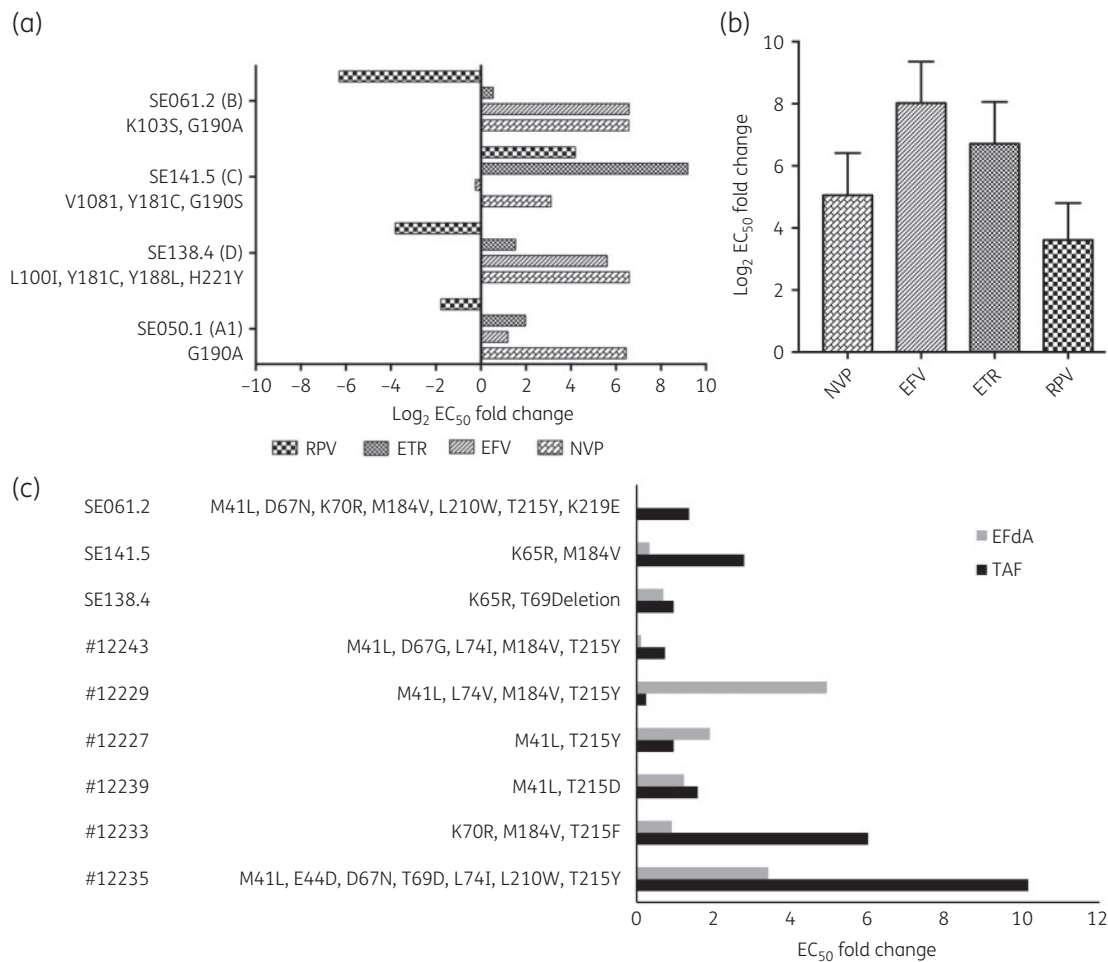 (a)
SE061.2 (B)
K103S, G190A
SE141.5 (C)
V1081, Y181C, G190S
SE138.4 (D)
L100I, Y181C, Y188L, H221Y
SE050.1 (A1)
G190A
–10 –8 –6 –4 –2 0 2 4 6 8 10
Log2 EC50 fold change
RPV ETR EFV NVP
(b)
Log2 EC50 fold change
10
8
6
4
2
0
NVP EFV ETR RPV
(c)
SE061.2 M41L, D67N, K70R, M184V, L210W, T215Y, K219E
SE141.5 K65R, M184V
SE138.4 K65R, T69Deletion
#12243 M41L, D67G, L74I, M184V, T215Y
#12229 M41L, L74V, M184V, T215Y
#12227 M41L, T215Y
#12239 M41L, T215D
#12233 K70R, M184V, T215F
#12235 M41L, E44D, D67N, T69D, L74I, L210W, T215Y
EFdA
TAF
0 2 4 6 8 10 12
EC50 fold change